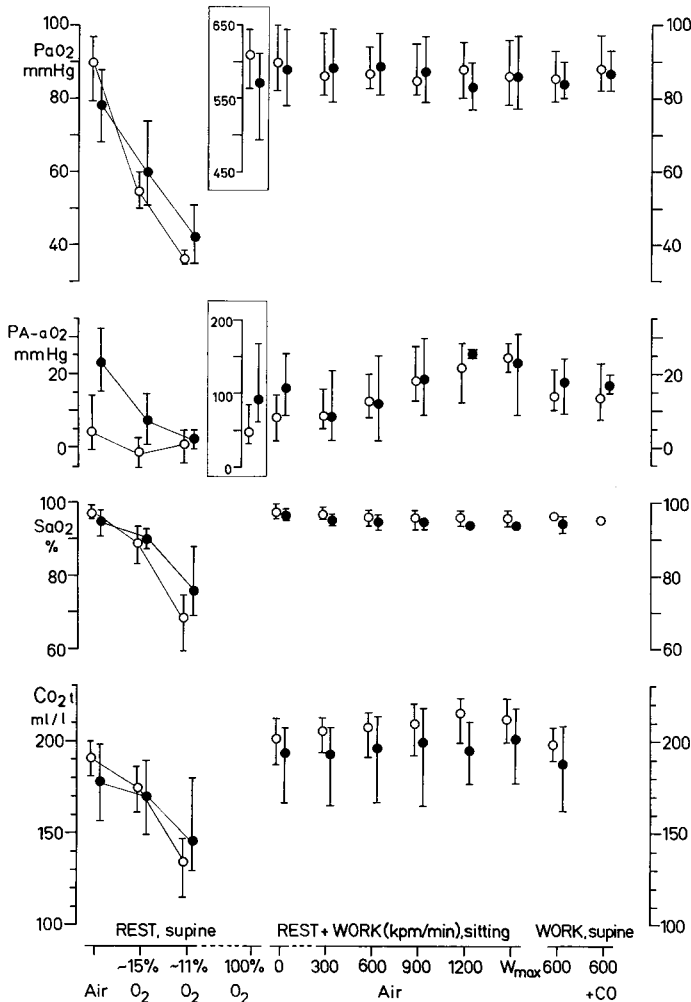 100
PaO2
mmHg
80
60
40
650
550
450
100
80
60
40
PA-aO2
mmHg
20
0
200
100
0
20
0
100
SaO2
%
80
60
100
80
60
Co2t
ml/l
200
150
100
200
150
100
REST, supine
REST + WORK (kpm/min), sitting
WORK, supine
~15% ~11% 100% 0 300 600 900 1200 Wmax 600 600
Air O2 O2 O2 Air +CO